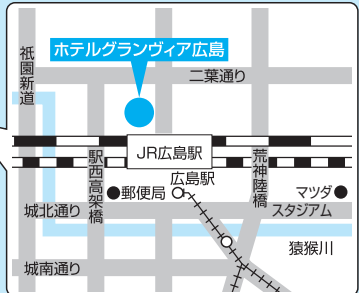 ホテルグランヴィア広島
祇園新道
二葉通り
JR広島駅
駅西高架橋
荒神陸橋
広島駅
郵便局
マツダ
スタジアム
城北通り
猿猴川
城南通り